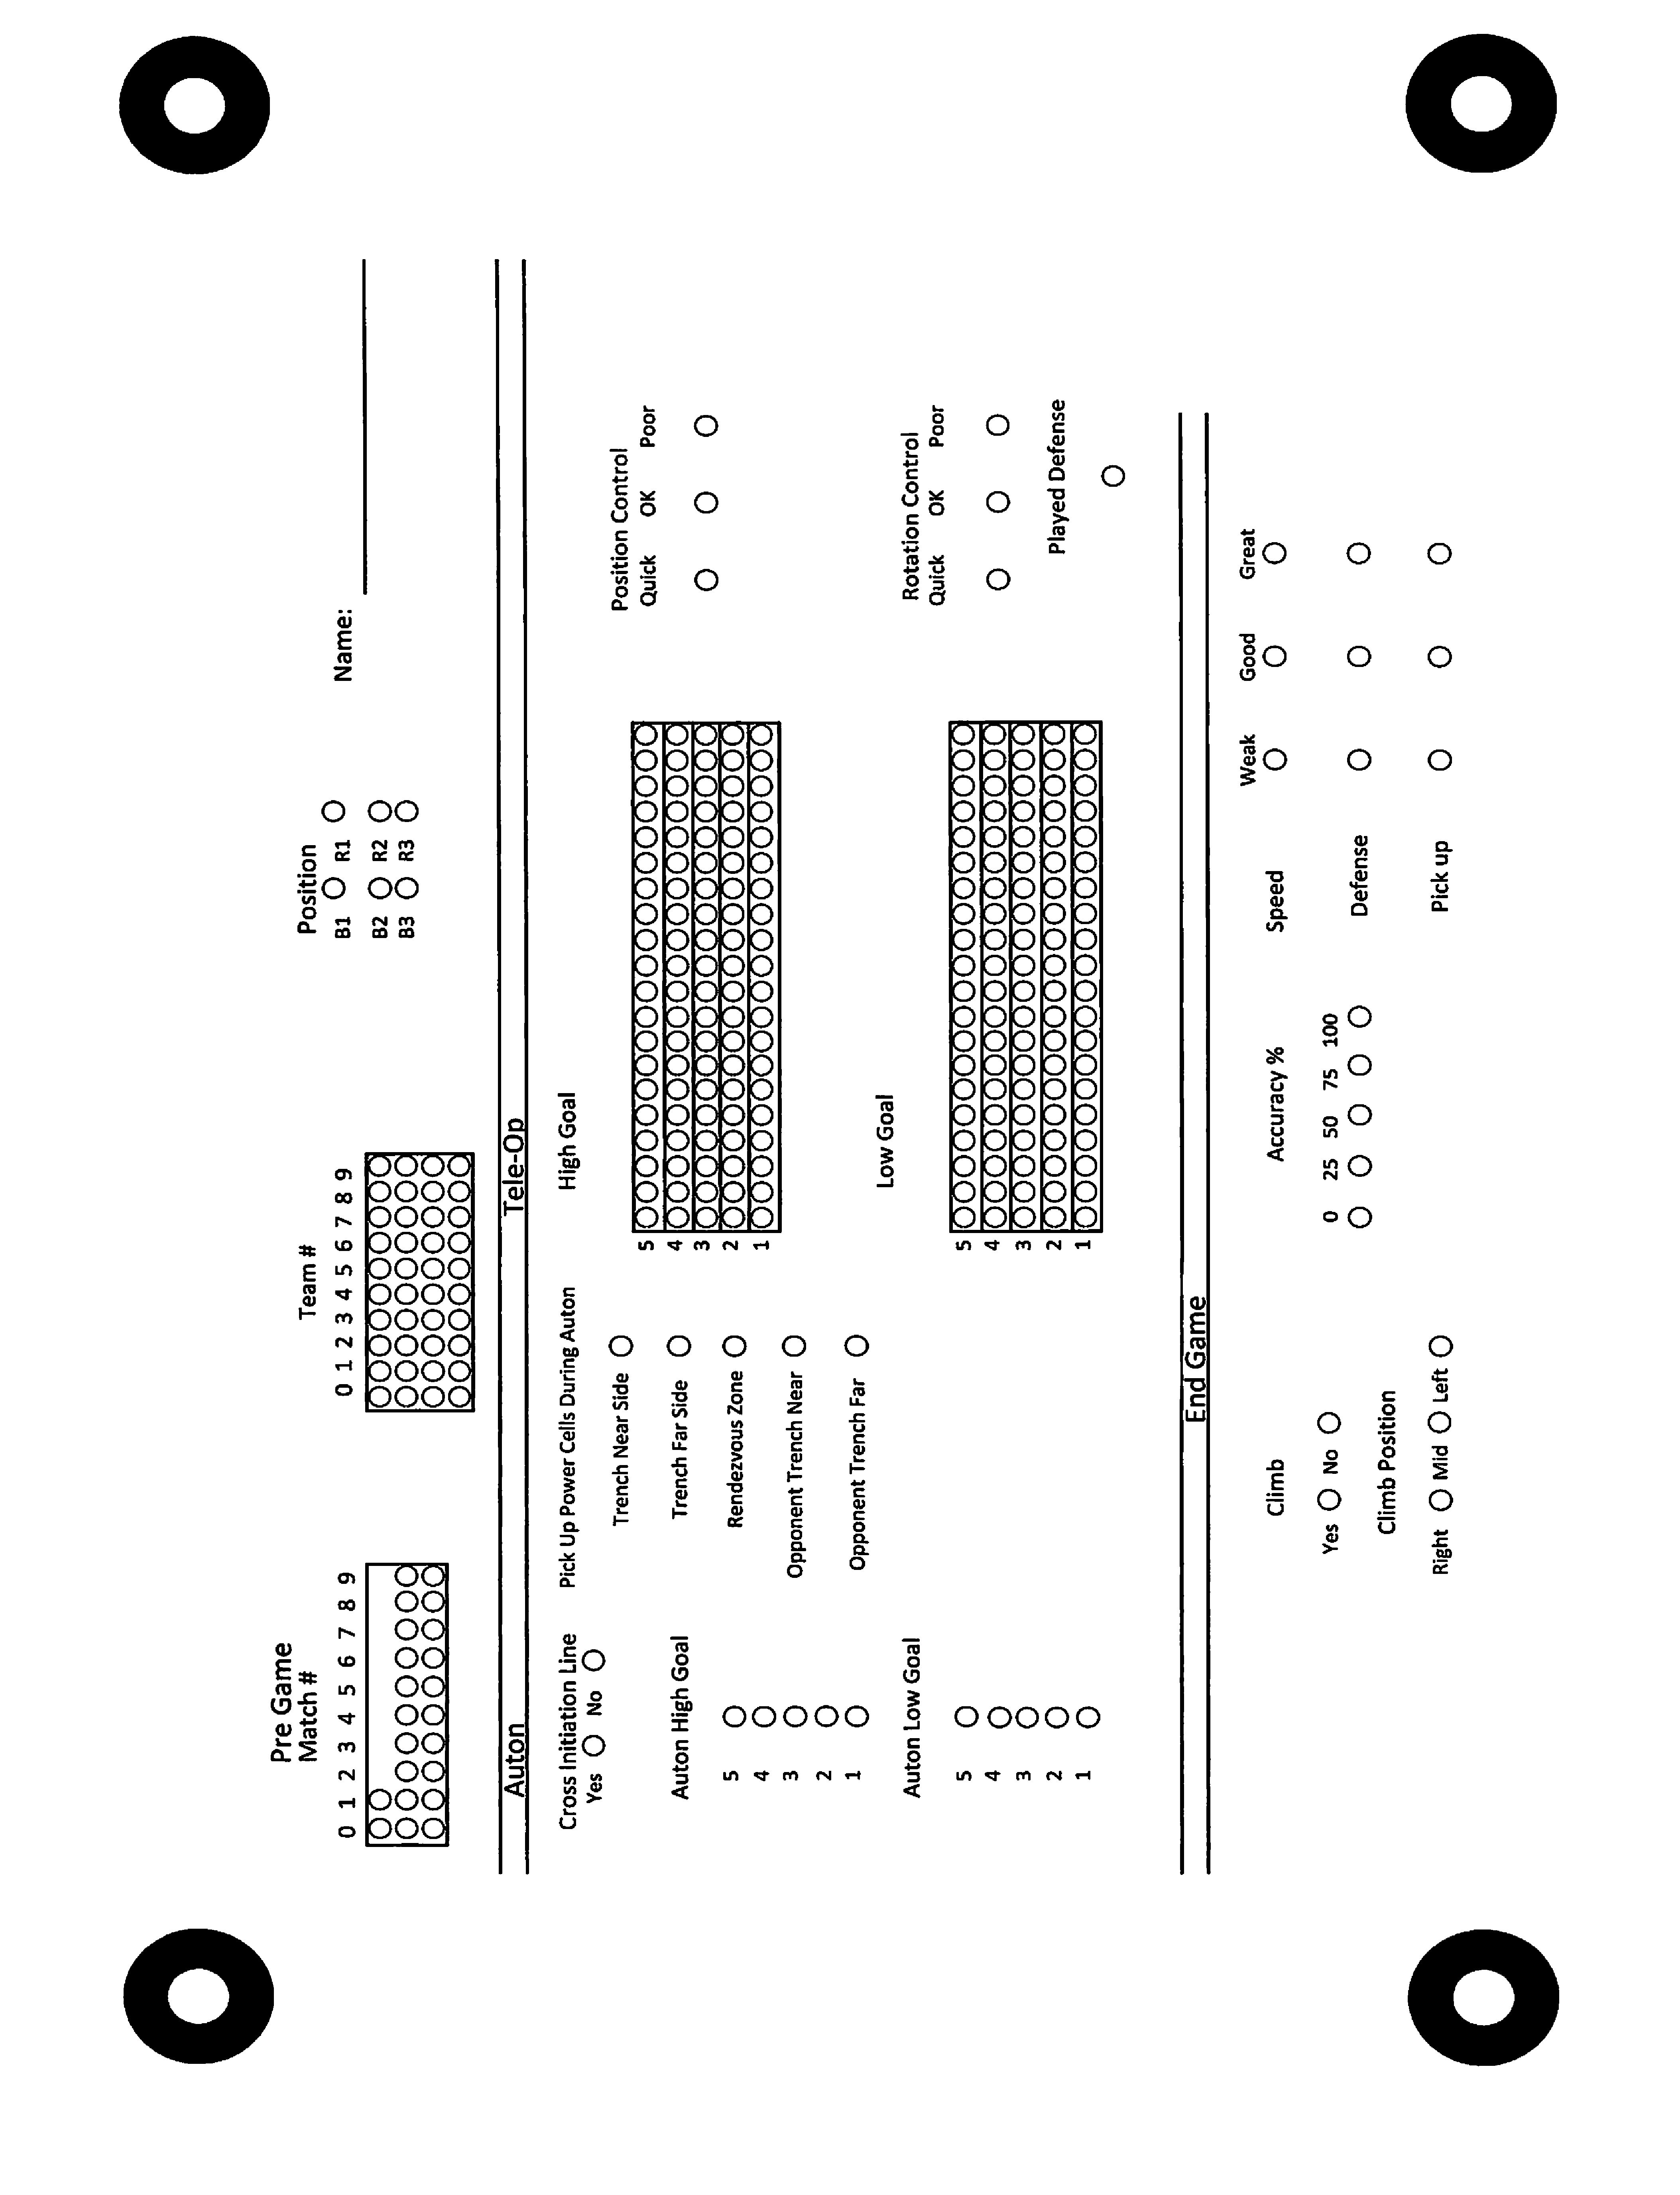 Pre Game
Match #
0 1 2 3 4 5 6 7 8 9
Team #
0 1 2 3 4 5 6 7 8 9
Position
B1 R1
B2 R2
B3 R3
Name:
Auton
Tele-Op
Cross Initiation Line
Yes No
Auton High Goal
5
4
3
2
1
Auton Low Goal
5
4
3
2
1
Pick Up Power Cells During Auton
Trench Near Side
Trench Far Side
Rendezvous Zone
Opponent Trench Near
Opponent Trench Far
High Goal
5
4
3
2
1
Low Goal
5
4
3
2
1
Position Control
Quick OK Poor
Rotation Control
Quick OK Poor
Played Defense
End Game
Climb
Yes No
Climb Position
Right Mid Left
Accuracy %
0 25 50 75 100
Weak Good Great
Speed
Defense
Pick up